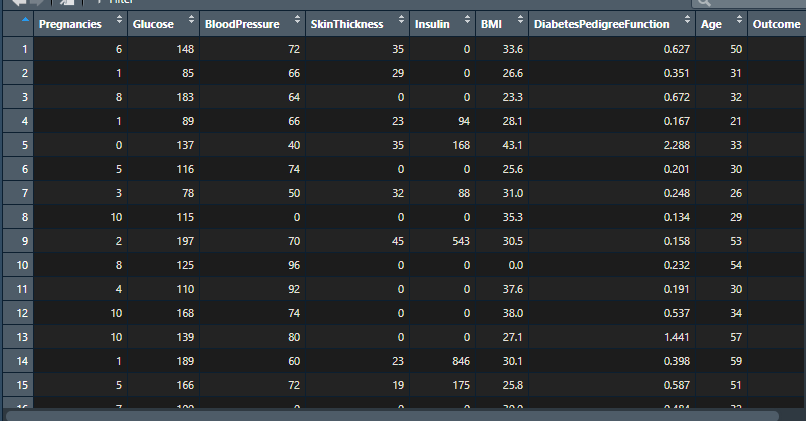 Filter
Pregnancies Glucose BloodPressure SkinThickness Insulin BMI DiabetesPedigreeFunction Age Outcome
1 6 148 72 35 0 33.6 0.627 50
2 1 85 66 29 0 26.6 0.351 31
3 8 183 64 0 0 23.3 0.672 32
4 1 89 66 23 94 28.1 0.167 21
5 0 137 40 35 168 43.1 2.288 33
6 5 116 74 0 0 25.6 0.201 30
7 3 78 50 32 88 31.0 0.248 26
8 10 115 0 0 0 35.3 0.134 29
9 2 197 70 45 543 30.5 0.158 53
10 8 125 96 0 0 0.0 0.232 54
11 4 110 92 0 0 37.6 0.191 30
12 10 168 74 0 0 38.0 0.537 34
13 10 139 80 0 0 27.1 1.441 57
14 1 189 60 23 846 30.1 0.398 59
15 5 166 72 19 175 25.8 0.587 51